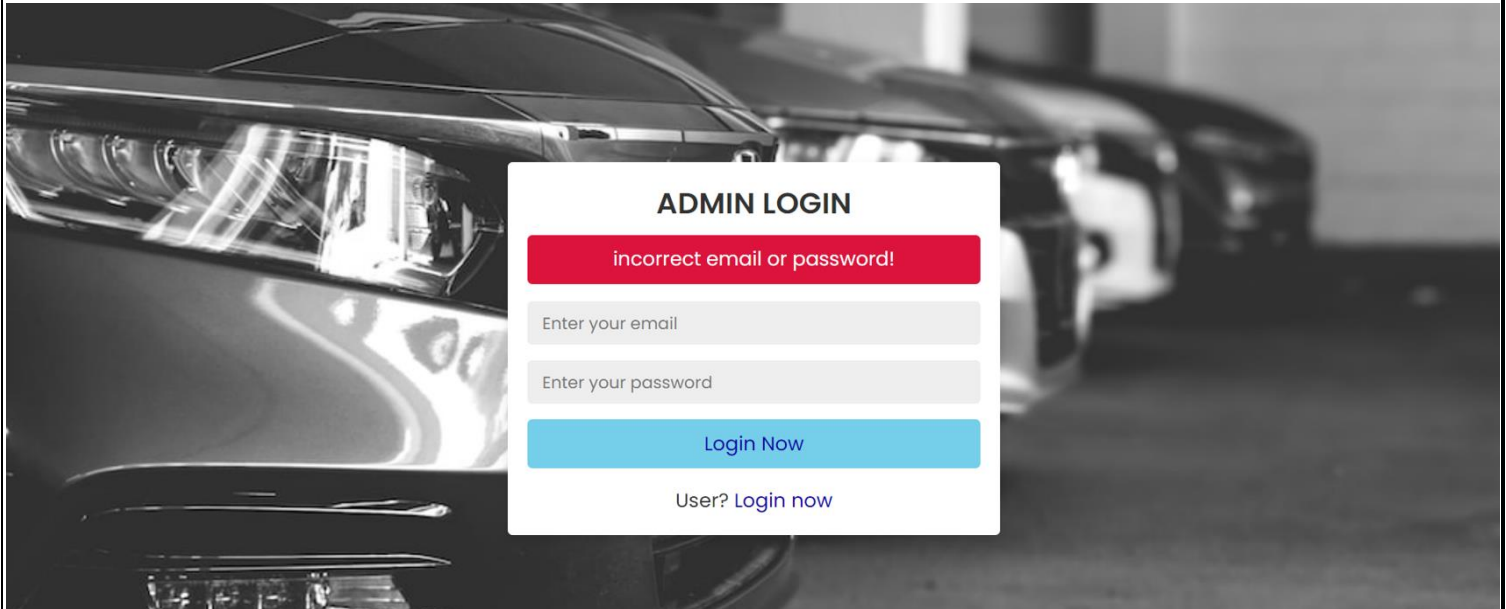 ADMIN LOGIN
incorrect email or password!
Enter your email
Enter your password
Login Now
User? Login now